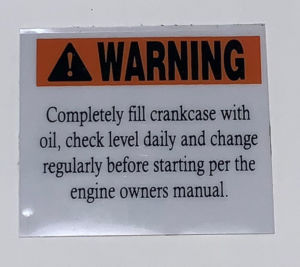 WARNING
Completely fill crankcase with
oil, check level daily and change
regularly before starting per the
engine owners manual.